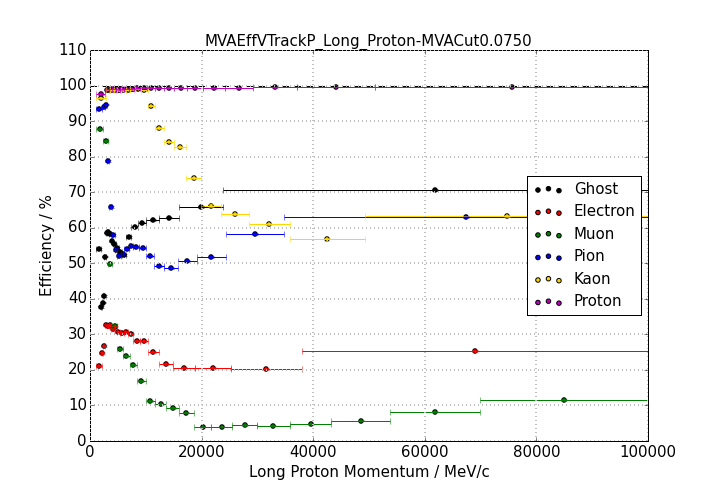 MVAEffVTrackP_Long_Proton-MVACut0.0750
110
100
90
80
70
60
50
40
30
20
10
0
Efficiency / %
Ghost
Electron
Muon
Pion
Kaon
Proton
0 20000 40000 60000 80000 100000
Long Proton Momentum / MeV/c